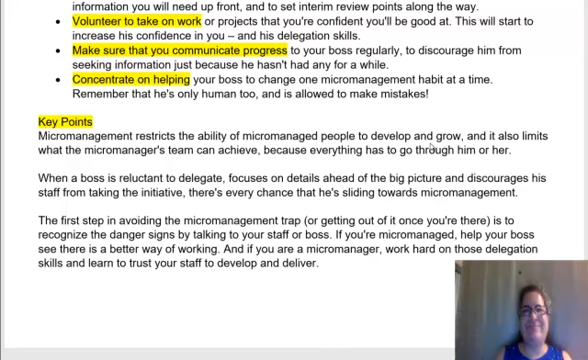 information you will need up front, and to set interim review points along the way.
• Volunteer to take on work or projects that you're confident you'll be good at. This will start to
increase his confidence in you – and his delegation skills.
• Make sure that you communicate progress to your boss regularly, to discourage him from
seeking information just because he hasn't had any for a while.
• Concentrate on helping your boss to change one micromanagement habit at a time.
Remember that he's only human too, and is allowed to make mistakes!
Key Points
Micromanagement restricts the ability of micromanaged people to develop and grow, and it also limits
what the micromanager's team can achieve, because everything has to go through him or her.
When a boss is reluctant to delegate, focuses on details ahead of the big picture and discourages his
staff from taking the initiative, there's every chance that he's sliding towards micromanagement.
The first step in avoiding the micromanagement trap (or getting out of it once you're there) is to
recognize the danger signs by talking to your staff or boss. If you're micromanaged, help your boss
see there is a better way of working. And if you are a micromanager, work hard on those delegation
skills and learn to trust your staff to develop and deliver.